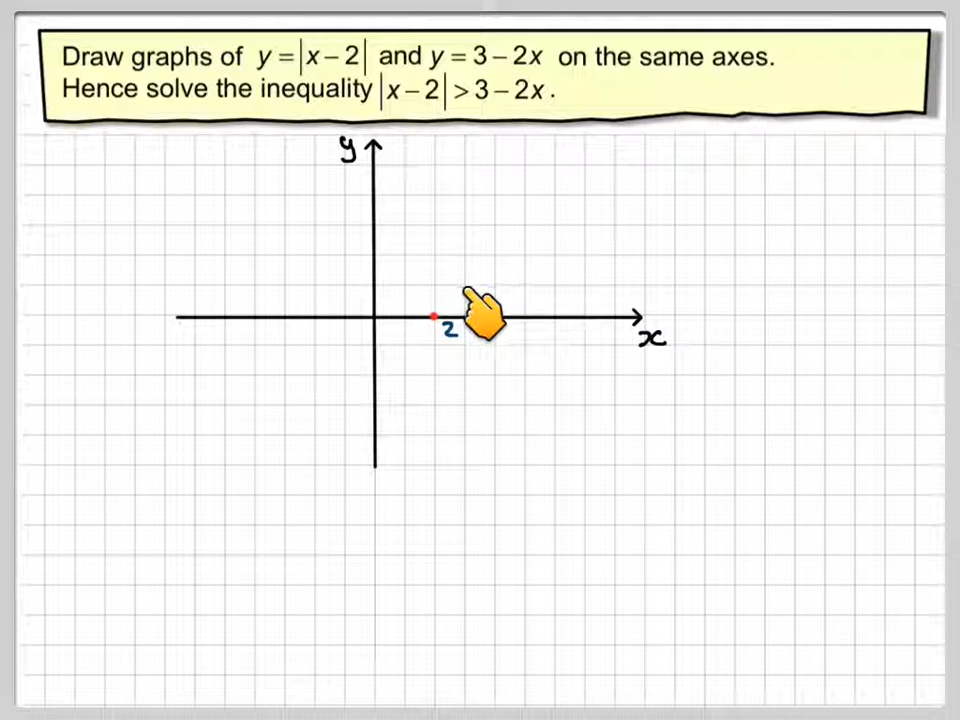 Draw graphs of y = |x − 2| and y = 3 − 2x on the same axes.
Hence solve the inequality |x − 2| > 3 − 2x.
y
2
x